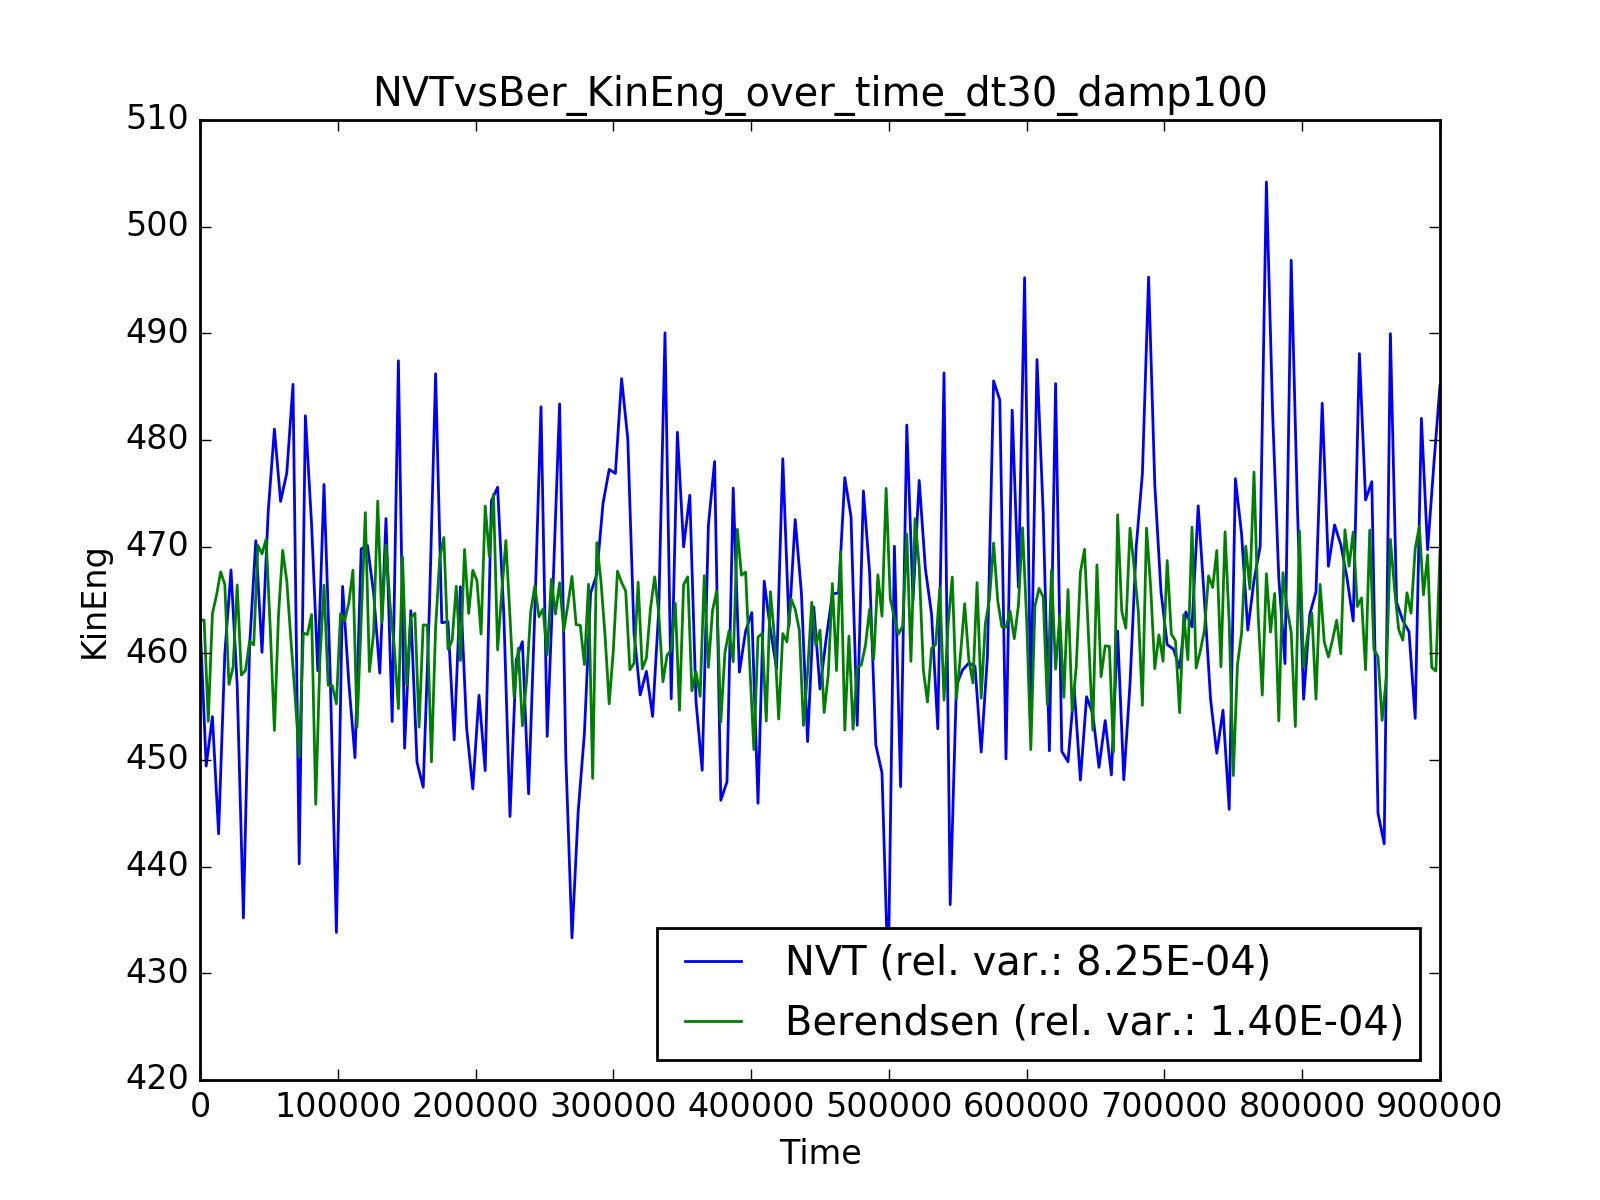 NVTvsBer_KinEng_over_time_dt30_damp100
510
500
490
480
470
460
450
440
430
420
KinEng
NVT (rel. var.: 8.25E-04)
Berendsen (rel. var.: 1.40E-04)
0 100000 200000 300000 400000 500000 600000 700000 800000 900000
Time